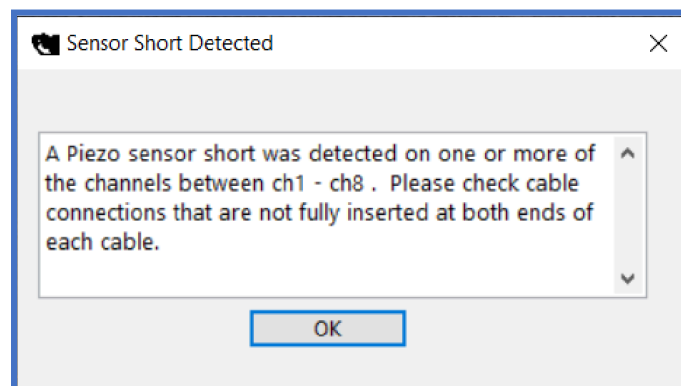 Sensor Short Detected
A Piezo sensor short was detected on one or more of
the channels between ch1 - ch8 .  Please check cable
connections that are not fully inserted at both ends of
each cable.
OK